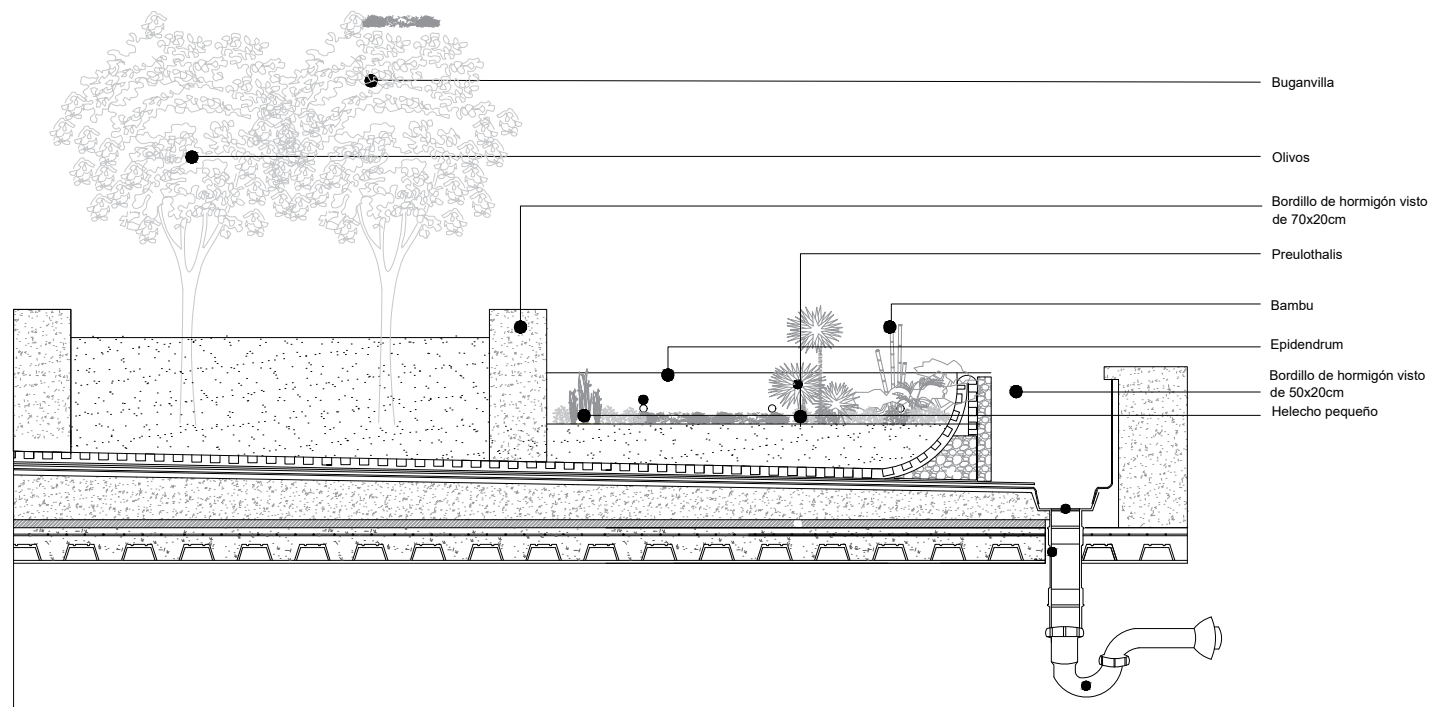 Buganvilla
Olivos
Bordillo de hormigón visto
de 70x20cm
Preulothalis
Bambu
Epidendrum
Bordillo de hormigón visto
de 50x20cm
Helecho pequeño